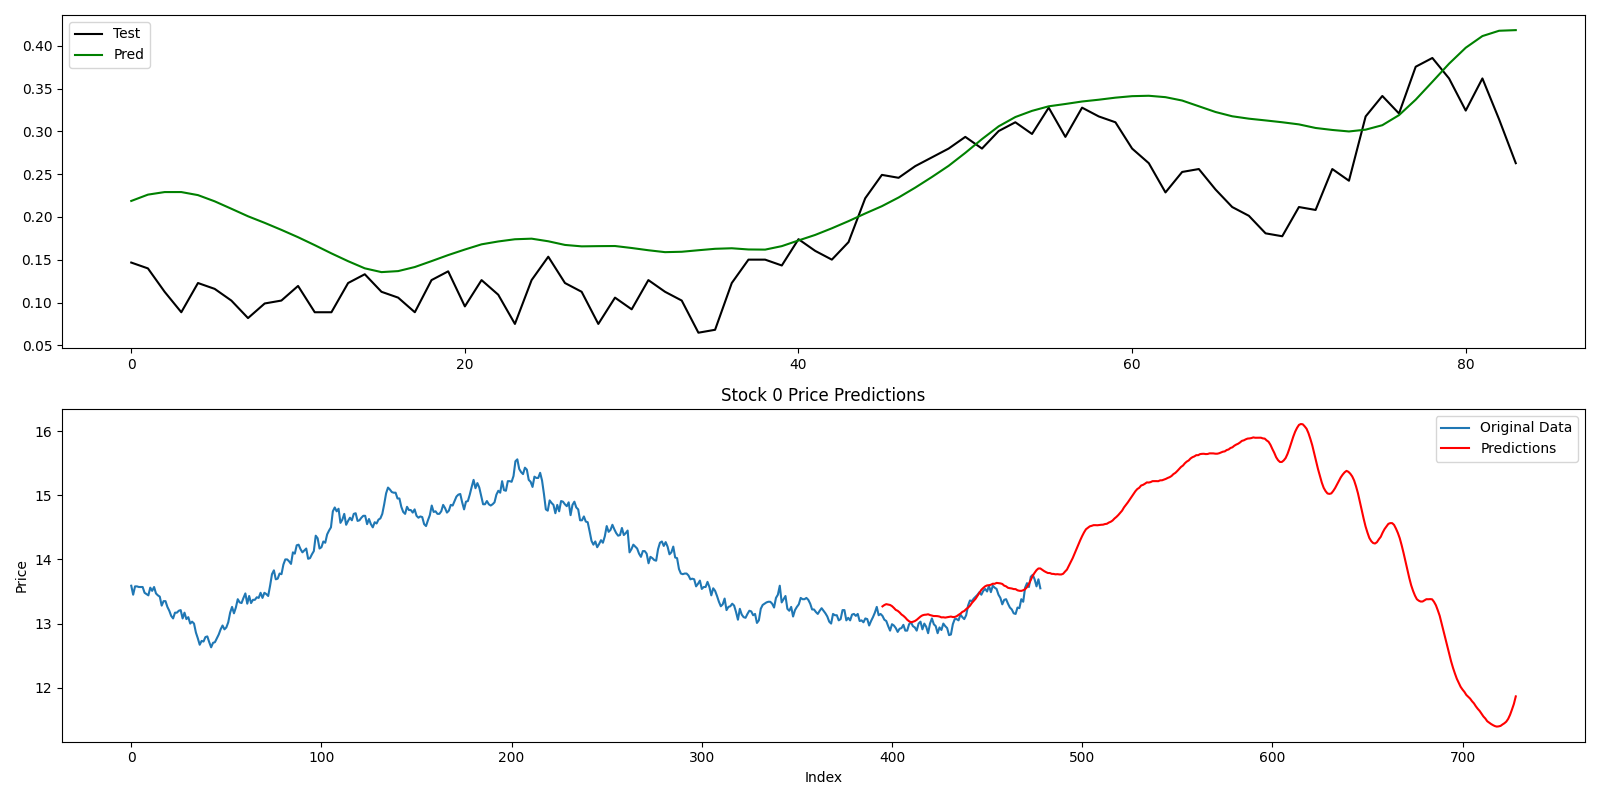 Test
Pred
0.40
0.35
0.30
0.25
0.20
0.15
0.10
0.05
0 20 40 60 80
Stock 0 Price Predictions
Original Data
Predictions
16
15
14
13
12
Price
0 100 200 300 400 500 600 700
Index